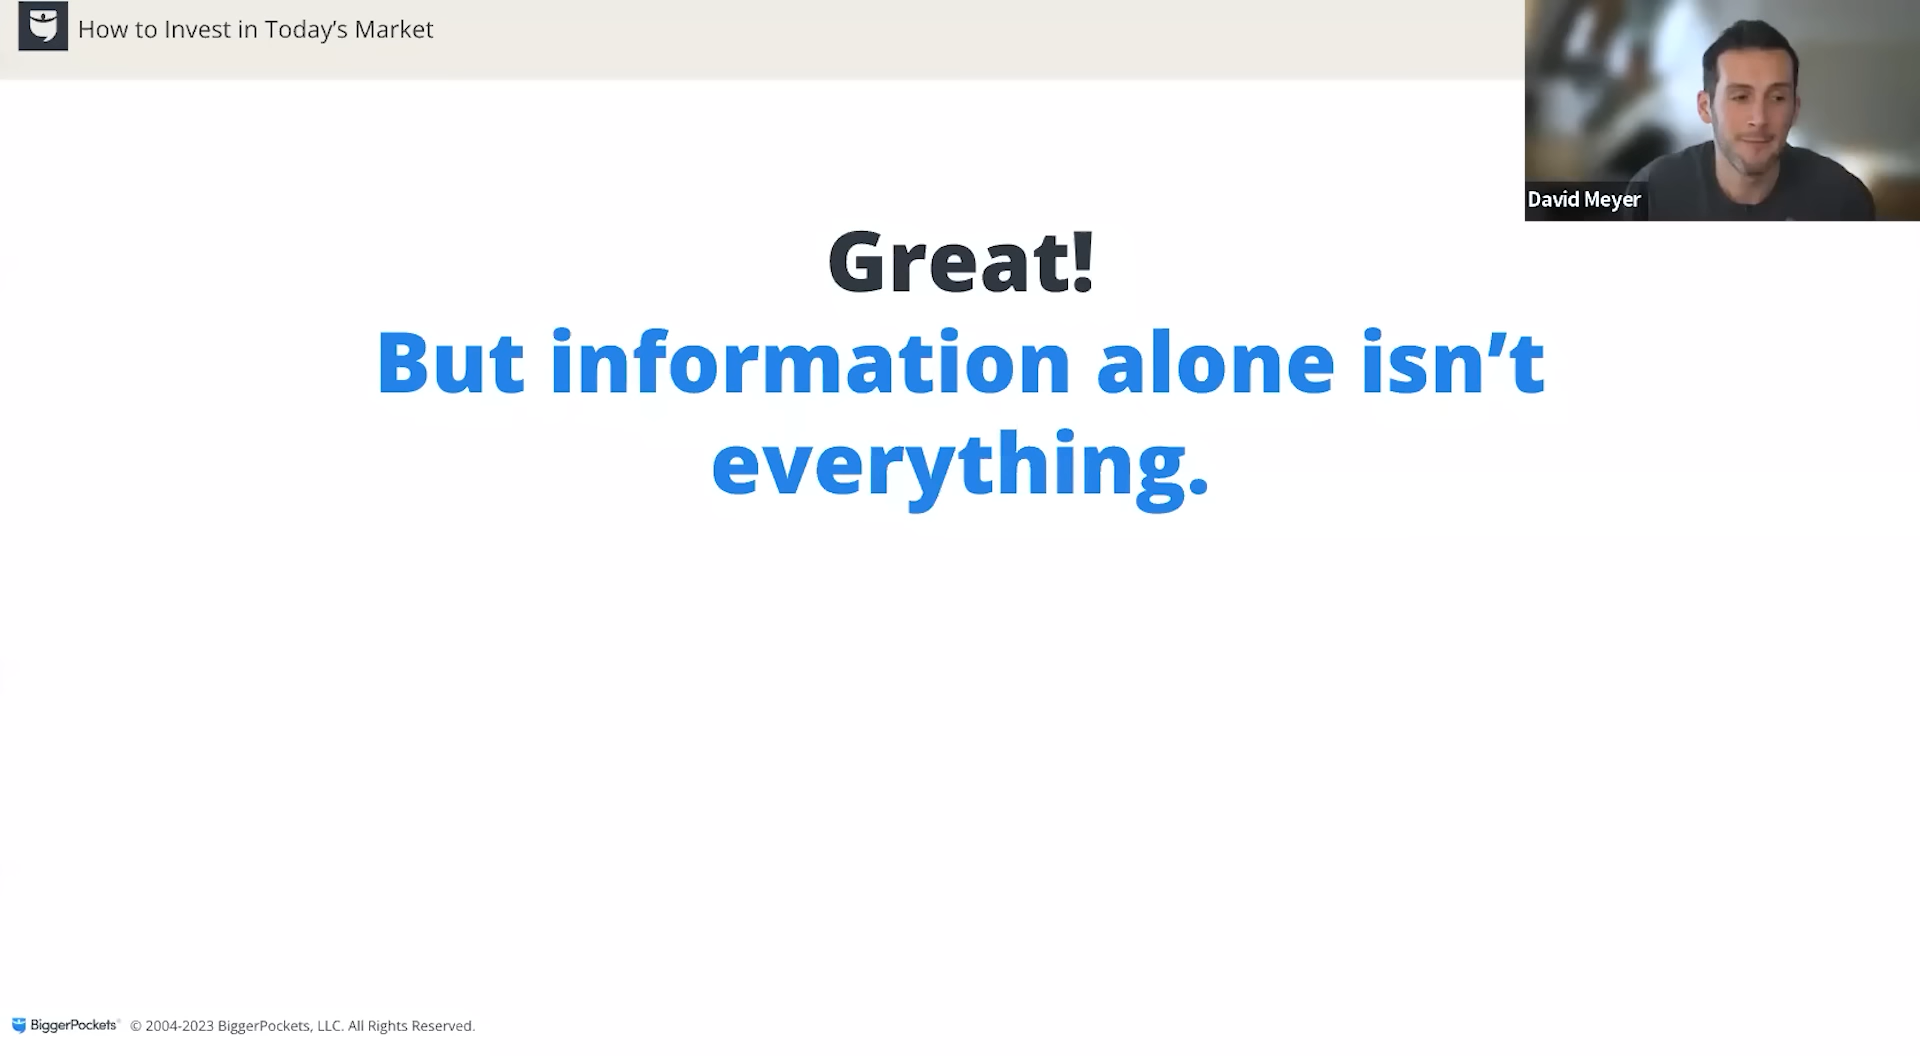 How to Invest in Today’s Market
David Meyer
Great!
But information alone isn’t
everything.
BiggerPockets® © 2004-2023 BiggerPockets, LLC. All Rights Reserved.